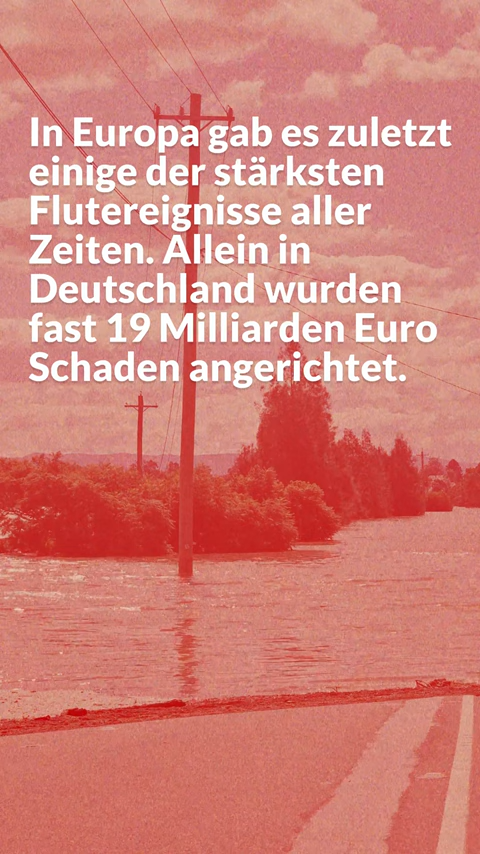 In Europa gab es zuletzt
einige der stärksten
Flutereignisse aller
Zeiten. Allein in
Deutschland wurden
fast 19 Milliarden Euro
Schaden angerichtet.